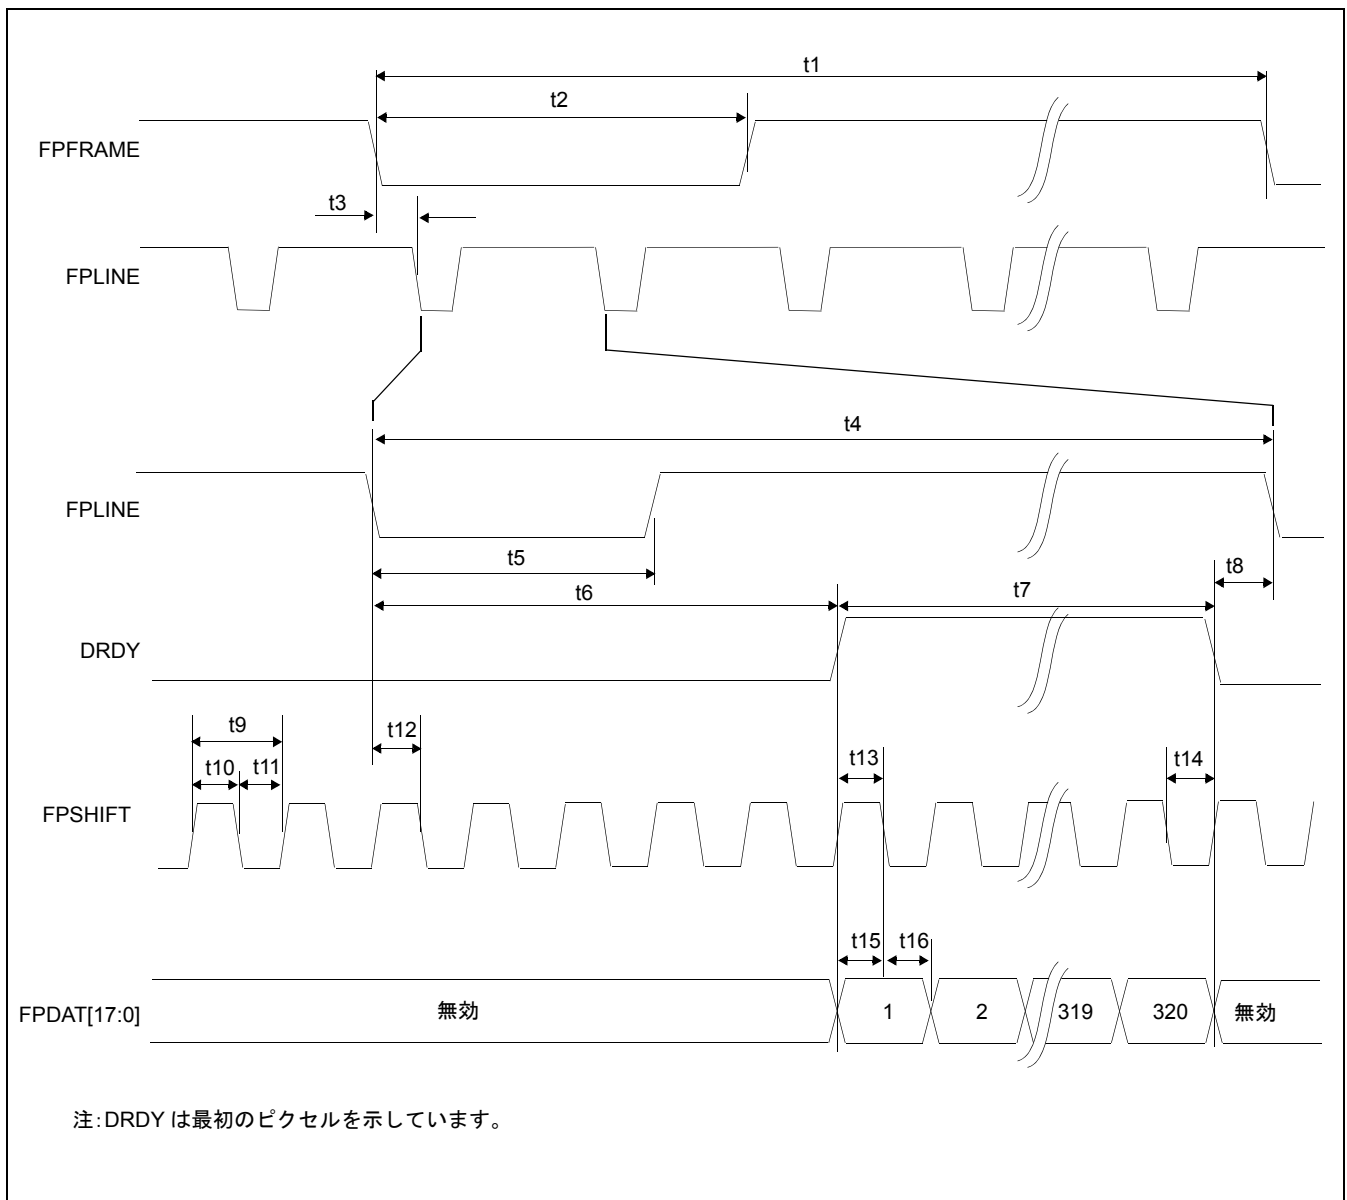 t1
t2
FPFRAME
t3
FPLINE
t4
FPLINE
t5
t8
t6
t7
DRDY
t9
t12
t10
t11
t13
t14
FPSHIFT
t15
t16
FPDAT[17:0]
無効
1
2
319
320
無効
注:DRDY は最初のピクセルを示しています。